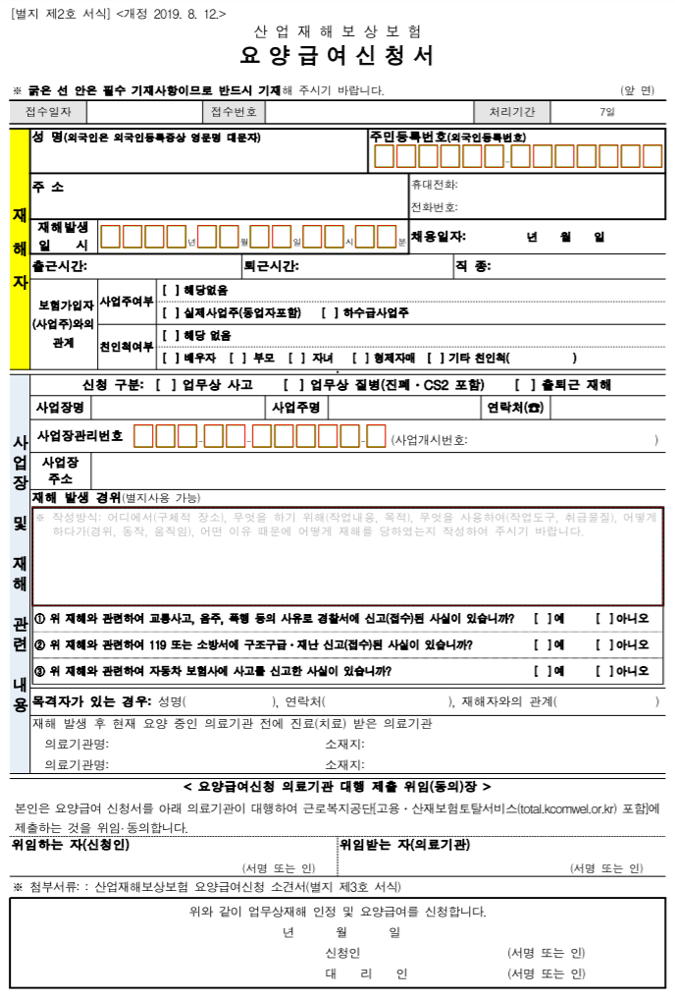 [별지 제2호 서식] <개정 2019. 8. 12.>
산업재해보상보험
요양급여신청서
※ 굵은 선 안은 필수 기재사항이므로 반드시 기재해 주시기 바랍니다. (앞 면)
접수일자 접수번호 처리기간 7일
재해자
성 명(외국인은 외국인등록증상 영문명 대문자) 주민등록번호(외국인등록번호)
-
주 소 휴대전화:
전화번호:
재해발생 일 시 년 월 일 시 분 채용일자: 년 월 일
출근시간: 퇴근시간: 직 종:
보험가입자 (사업주)와의 관계
사업주여부 [ ] 해당없음
[ ] 실제사업주(동업자포함) [ ] 하수급사업주
친인척여부 [ ] 해당 없음
[ ] 배우자 [ ] 부모 [ ] 자녀 [ ] 형제자매 [ ] 기타 친인척( )
사업장 및 재해 관련 내용
신청 구분: [ ] 업무상 사고 [ ] 업무상 질병(진폐・CS2 포함) [ ] 출퇴근 재해
사업장명 사업주명 연락처(☎)
사업장관리번호 - - - (사업개시번호: )
사업장 주소
재해 발생 경위(별지사용 가능)
※ 작성방식: 어디에서(구체적 장소), 무엇을 하기 위해(작업내용, 목적), 무엇을 사용하여(작업도구, 취급물질), 어떻게
하다가(경위, 동작, 움직임), 어떤 이유 때문에 어떻게 재해를 당하였는지 작성하여 주시기 바랍니다.
① 위 재해와 관련하여 교통사고, 음주, 폭행 등의 사유로 경찰서에 신고(접수)된 사실이 있습니까? [ ]예 [ ]아니오
② 위 재해와 관련하여 119 또는 소방서에 구조구급・재난 신고(접수)된 사실이 있습니까? [ ]예 [ ]아니오
③ 위 재해와 관련하여 자동차 보험사에 사고를 신고한 사실이 있습니까? [ ]예 [ ]아니오
목격자가 있는 경우: 성명( ), 연락처( ), 재해자와의 관계( )
재해 발생 후 현재 요양 중인 의료기관 전에 진료(치료) 받은 의료기관
의료기관명: 소재지:
의료기관명: 소재지:
< 요양급여신청 의료기관 대행 제출 위임(동의)장 >
본인은 요양급여 신청서를 아래 의료기관이 대행하여 근로복지공단[고용・산재보험토탈서비스(total.kcomwel.or.kr) 포함]에
제출하는 것을 위임·동의합니다.
위임하는 자(신청인) 위임받는 자(의료기관)
(서명 또는 인) (서명 또는 인)
※ 첨부서류: : 산업재해보상보험 요양급여신청 소견서(별지 제3호 서식)
위와 같이 업무상재해 인정 및 요양급여를 신청합니다.
년 월 일
신청인 (서명 또는 인)
대 리 인 (서명 또는 인)